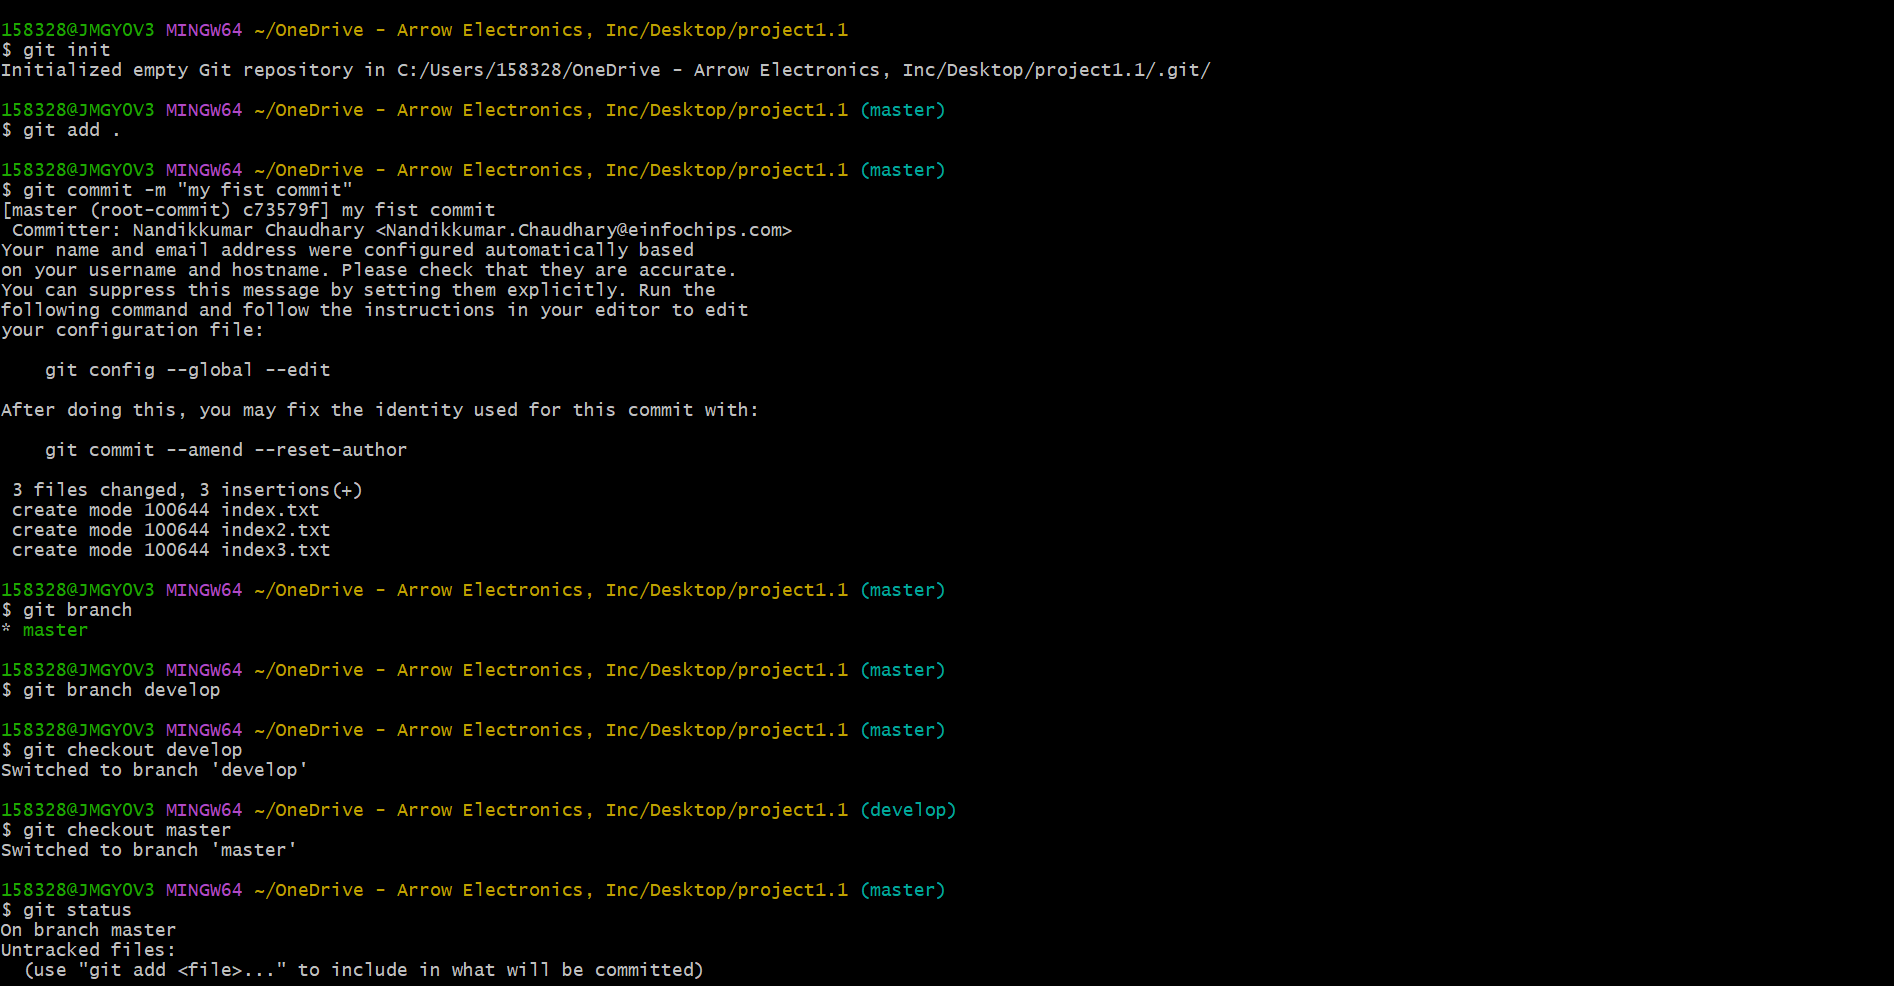 158328@JMGYOV3 MINGW64 ~/OneDrive - Arrow Electronics, Inc/Desktop/project1.1
$ git init
Initialized empty Git repository in C:/Users/158328/OneDrive - Arrow Electronics, Inc/Desktop/project1.1/.git/
158328@JMGYOV3 MINGW64 ~/OneDrive - Arrow Electronics, Inc/Desktop/project1.1 (master)
$ git add .
158328@JMGYOV3 MINGW64 ~/OneDrive - Arrow Electronics, Inc/Desktop/project1.1 (master)
$ git commit -m "my fist commit"
[master (root-commit) c73579f] my fist commit
 Committer: Nandikkumar Chaudhary <Nandikkumar.Chaudhary@einfochips.com>
Your name and email address were configured automatically based
on your username and hostname. Please check that they are accurate.
You can suppress this message by setting them explicitly. Run the
following command and follow the instructions in your editor to edit
your configuration file:
    git config --global --edit
After doing this, you may fix the identity used for this commit with:
    git commit --amend --reset-author
 3 files changed, 3 insertions(+)
 create mode 100644 index.txt
 create mode 100644 index2.txt
 create mode 100644 index3.txt
158328@JMGYOV3 MINGW64 ~/OneDrive - Arrow Electronics, Inc/Desktop/project1.1 (master)
$ git branch
* master
158328@JMGYOV3 MINGW64 ~/OneDrive - Arrow Electronics, Inc/Desktop/project1.1 (master)
$ git branch develop
158328@JMGYOV3 MINGW64 ~/OneDrive - Arrow Electronics, Inc/Desktop/project1.1 (master)
$ git checkout develop
Switched to branch 'develop'
158328@JMGYOV3 MINGW64 ~/OneDrive - Arrow Electronics, Inc/Desktop/project1.1 (develop)
$ git checkout master
Switched to branch 'master'
158328@JMGYOV3 MINGW64 ~/OneDrive - Arrow Electronics, Inc/Desktop/project1.1 (master)
$ git status
On branch master
Untracked files:
  (use "git add <file>..." to include in what will be committed)